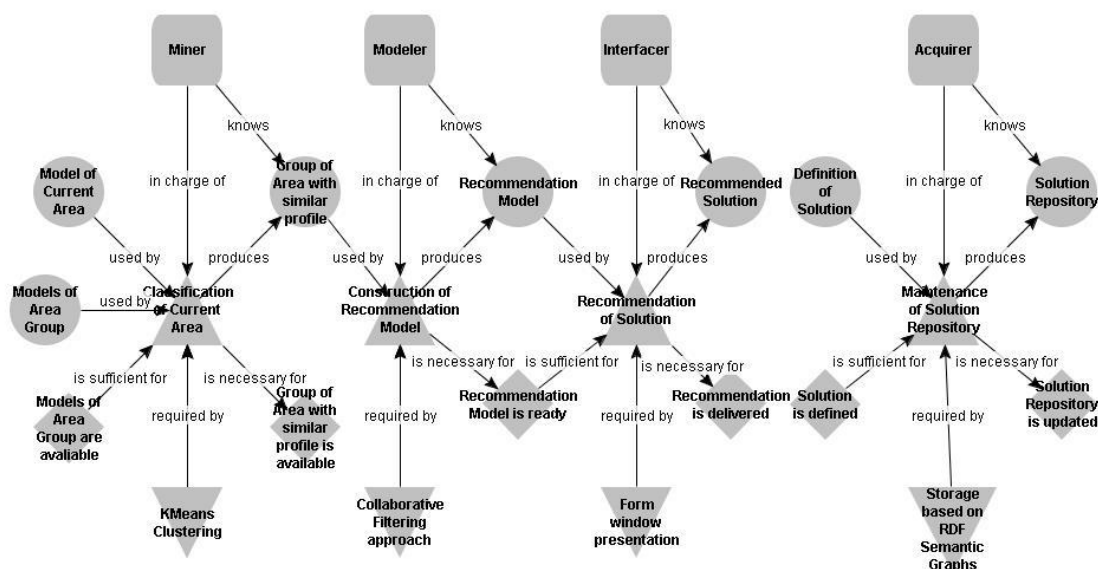 Miner
Modeler
Interfacer
Acquirer
knows
knows
knows
knows
in charge of
in charge of
in charge of
in charge of
Model of
Current
Area
Group of
Area with
similar
profile
Recommendation
Model
Recommended
Solution
Definition
of
Solution
Solution
Repository
used by
produces
used by
produces
used by
produces
used by
produces
Models of
Area
Group
used by
Classification
of Current
Area
Construction of
Recommendation
Model
Recommendation
of Solution
Maintenance
of Solution
Repository
is sufficient for
is necessary for
is necessary for
is sufficient for
is necessary for
is sufficient for
is necessary for
Models of
Area
Group are
avaliable
Group of
Area with
similar
profile is
available
Recommendation
Model is ready
Recommendation
is delivered
Solution
is defined
Solution
Repository
is updated
required by
required by
required by
required by
KMeans
Clustering
Collaborative
Filtering
approach
Form
window
presentation
Storage
based on
RDF
Semantic
Graphs